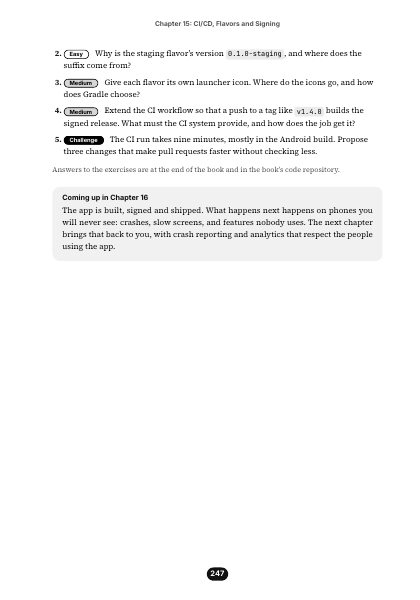 Chapter 15: CI/CD, Flavors and Signing
2. Easy Why is the staging flavor's version 0.1.0-staging, and where does the
suffix come from?
3. Medium Give each flavor its own launcher icon. Where do the icons go, and how
does Gradle choose?
4. Medium Extend the CI workflow so that a push to a tag like v1.4.0 builds the
signed release. What must the CI system provide, and how does the job get it?
5. Challenge The CI run takes nine minutes, mostly in the Android build. Propose
three changes that make pull requests faster without checking less.
Answers to the exercises are at the end of the book and in the book's code repository.
Coming up in Chapter 16
The app is built, signed and shipped. What happens next happens on phones you
will never see: crashes, slow screens, and features nobody uses. The next chapter
brings that back to you, with crash reporting and analytics that respect the people
using the app.
247